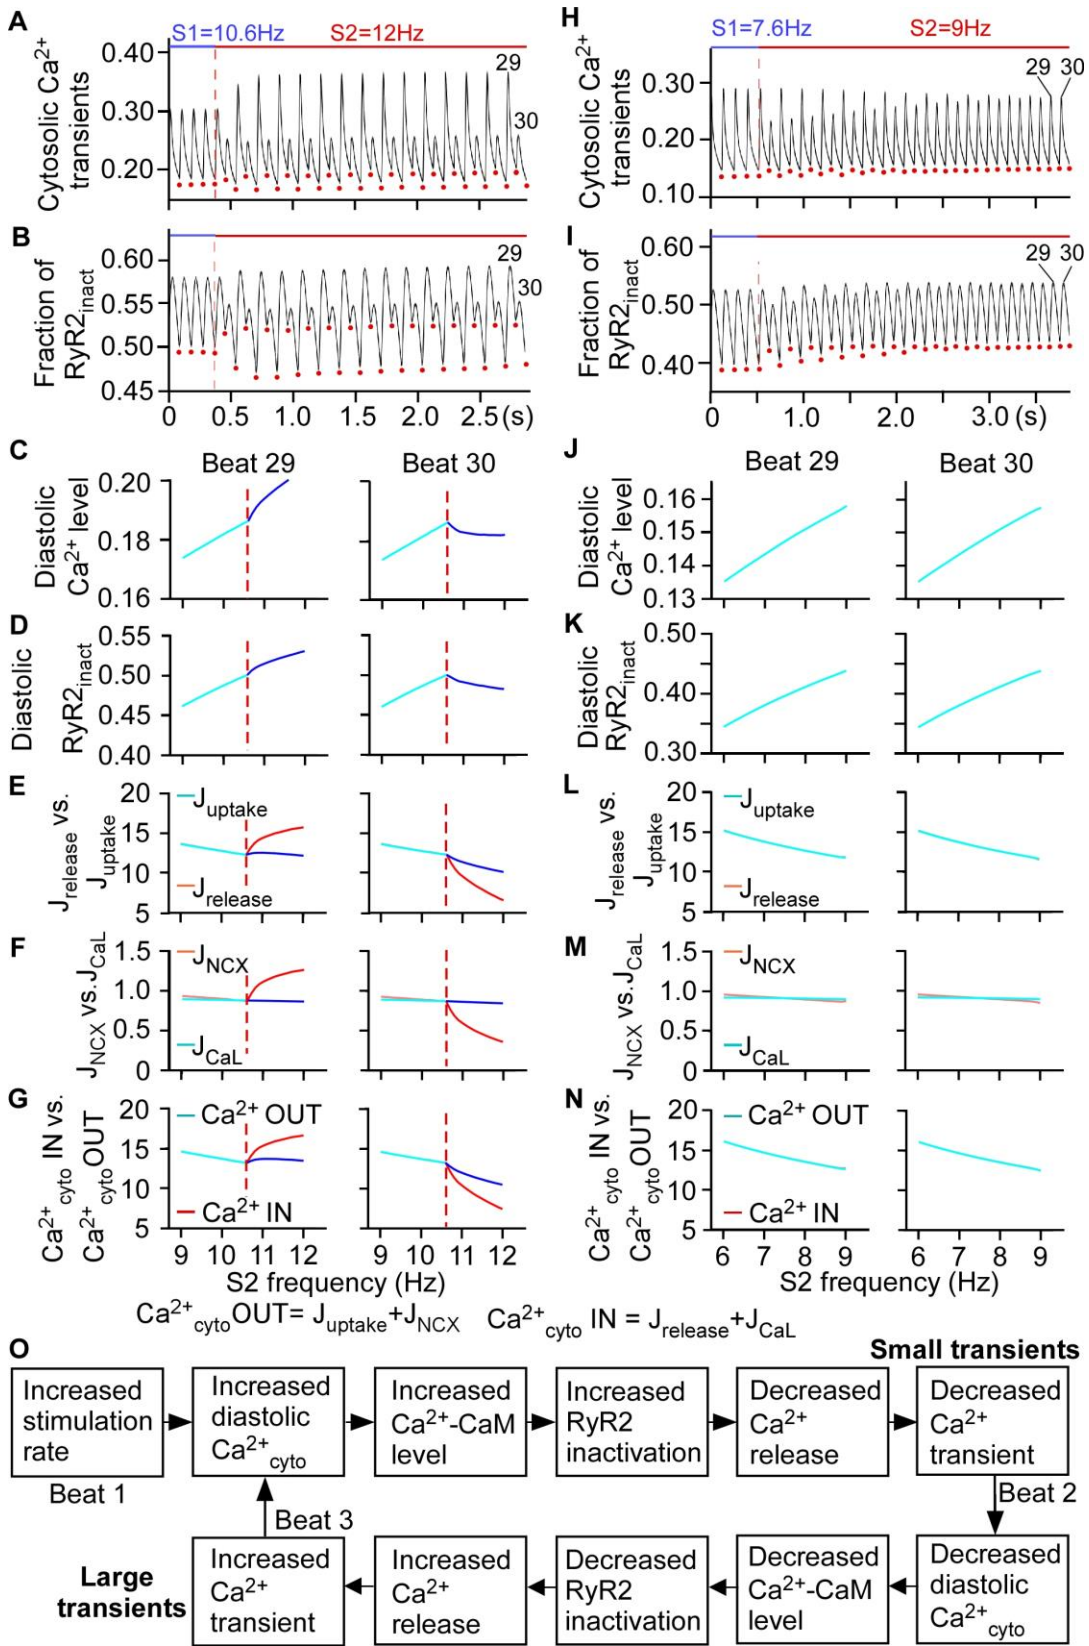 A
S1=10.6Hz
S2=12Hz
Cytosolic Ca²⁺
transients
0.40
0.30
0.20
29
30
B
Fraction of
RyR2inact
0.60
0.55
0.50
0.45
29
30
0
0.5
1.0
1.5
2.0
2.5(s)
H
S1=7.6Hz
S2=9Hz
Cytosolic Ca²⁺
transients
0.30
0.20
0.10
29
30
I
Fraction of
RyR2inact
0.60
0.50
0.40
29
30
0
1.0
2.0
3.0
(s)
C
Beat 29
Beat 30
Diastolic
Ca²⁺ level
0.20
0.18
0.16
D
Diastolic
RyR2inact
0.55
0.50
0.45
0.40
E
Jrelease vs.
Juptake
20
15
10
5
Juptake
Jrelease
F
JNCX vs.JCaL
1.5
1.0
0.5
0
JNCX
JCaL
G
Ca²⁺cyto IN vs.
Ca²⁺cytoOUT
20
15
10
5
Ca²⁺ OUT
Ca²⁺ IN
9 10 11 12
9 10 11 12
S2 frequency (Hz)
J
Beat 29
Beat 30
Diastolic
Ca²⁺ level
0.16
0.15
0.14
0.13
K
Diastolic
RyR2inact
0.50
0.40
0.30
L
Jrelease vs.
Juptake
20
15
10
5
Juptake
Jrelease
M
JNCX vs.JCaL
1.5
1.0
0.5
0
JNCX
JCaL
N
Ca²⁺cyto IN vs.
Ca²⁺cytoOUT
20
15
10
5
Ca²⁺ OUT
Ca²⁺ IN
6 7 8 9
6 7 8 9
S2 frequency (Hz)
Ca²⁺cytoOUT= Juptake+JNCX
Ca²⁺cyto IN = Jrelease+JCaL
O
Small transients
Increased
stimulation
rate
Increased
diastolic
Ca²⁺cyto
Increased
Ca²⁺-CaM
level
Increased
RyR2
inactivation
Decreased
Ca²⁺
release
Decreased
Ca²⁺
transient
Beat 1
Beat 2
Beat 3
Large
transients
Increased
Ca²⁺
transient
Increased
Ca²⁺
release
Decreased
RyR2
inactivation
Decreased
Ca²⁺-CaM
level
Decreased
diastolic
Ca²⁺cyto